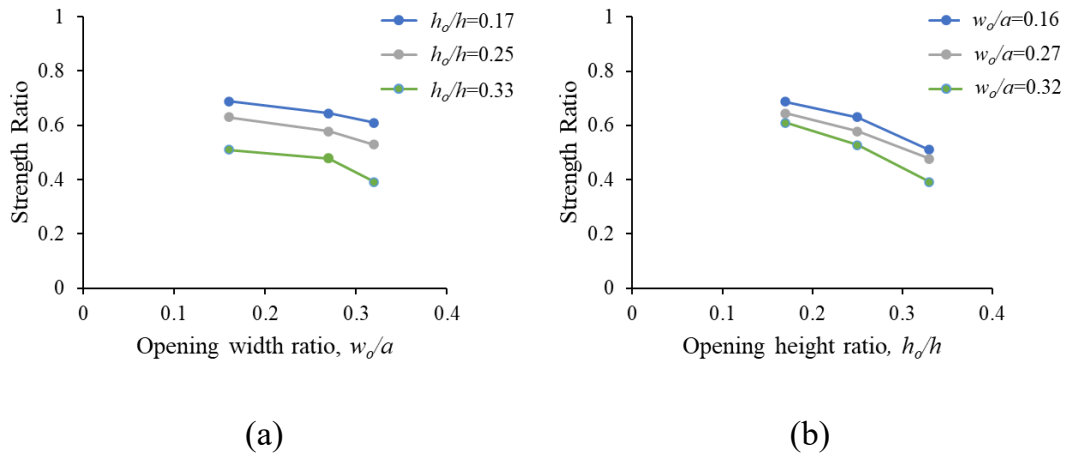 1
0.8
0.6
0.4
0.2
0
Strength Ratio
0
0.1
0.2
0.3
0.4
Opening width ratio, wₒ/a
hₒ/h=0.17
hₒ/h=0.25
hₒ/h=0.33
(a)
1
0.8
0.6
0.4
0.2
0
Strength Ratio
0
0.1
0.2
0.3
0.4
Opening height ratio, hₒ/h
wₒ/a=0.16
wₒ/a=0.27
wₒ/a=0.32
(b)